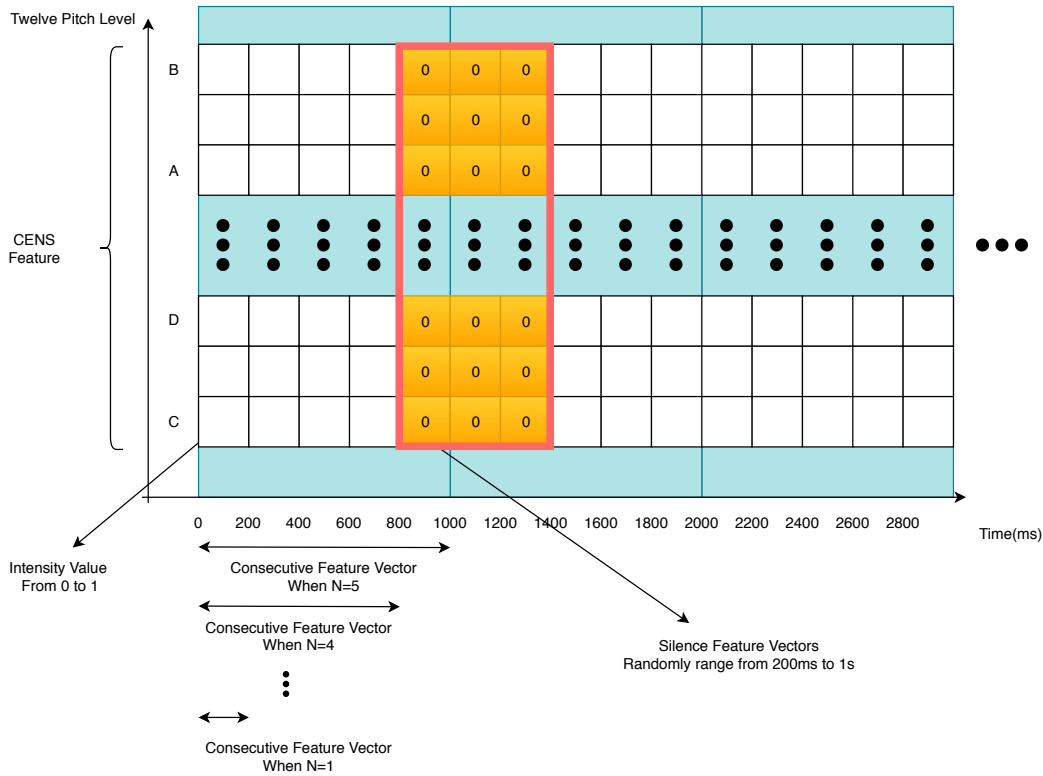 Twelve Pitch Level
B
0 0 0
0 0 0
A
0 0 0
CENS
Feature
D
0 0 0
0 0 0
C
0 0 0
0 200 400 600 800 1000 1200 1400 1600 1800 2000 2200 2400 2600 2800
Time(ms)
Intensity Value
From 0 to 1
Consecutive Feature Vector
When N=5
Consecutive Feature Vector
When N=4
Silence Feature Vectors
Randomly range from 200ms to 1s
Consecutive Feature Vector
When N=1